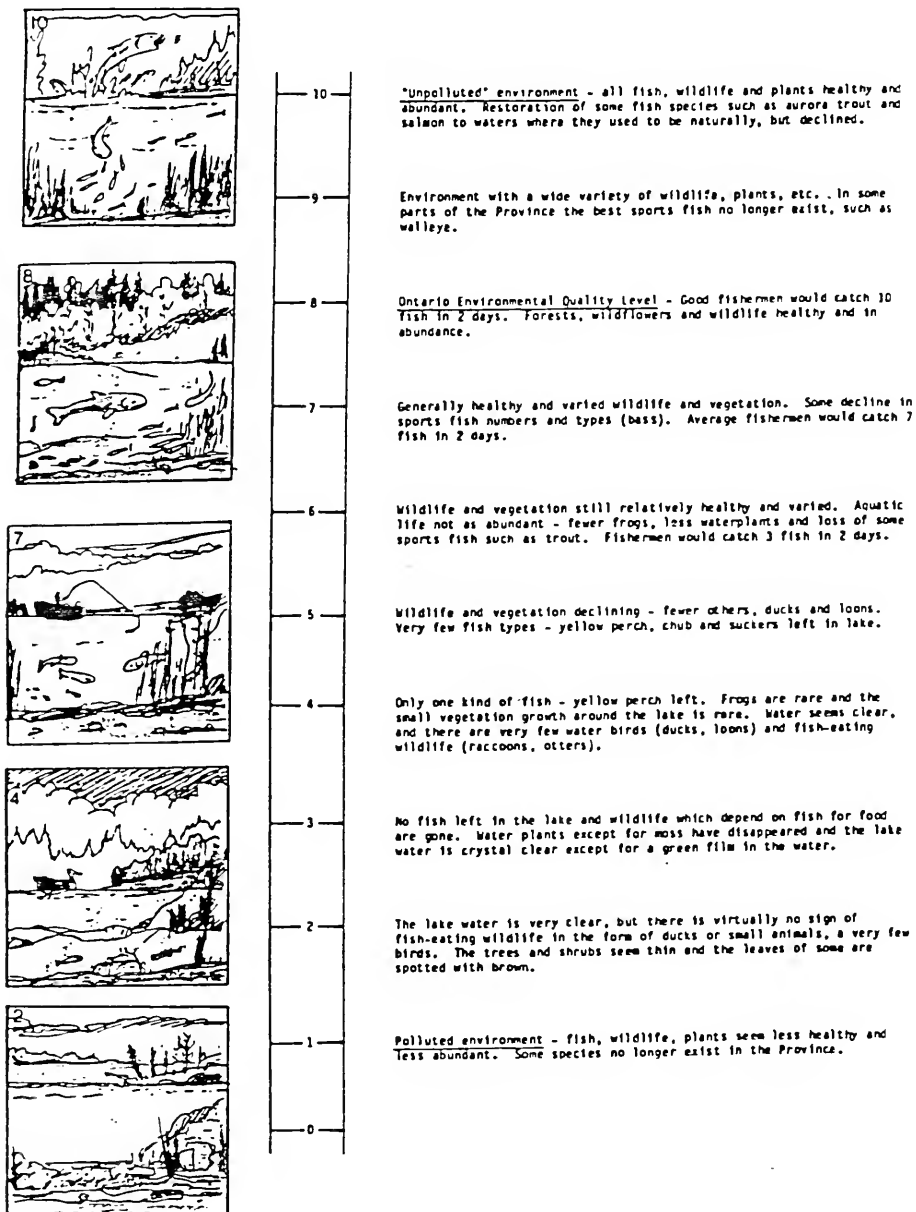 10
10
"Unpolluted" environment - all fish, wildlife and plants healthy and
abundant. Restoration of some fish species such as aurora trout and
salmon to waters where they used to be naturally, but declined.
9
Environment with a wide variety of wildlife, plants, etc.. In some
parts of the Province the best sports fish no longer exist, such as
walleye.
8
8
Ontario Environmental Quality Level - Good fishermen would catch 10
fish in 2 days. Forests, wildflowers and wildlife healthy and in
abundance.
7
Generally healthy and varied wildlife and vegetation. Some decline in
sports fish numbers and types (bass). Average fishermen would catch 7
fish in 2 days.
6
Wildlife and vegetation still relatively healthy and varied. Aquatic
life not as abundant - fewer frogs, less waterplants and loss of some
sports fish such as trout. Fishermen would catch 3 fish in 2 days.
7
5
Wildlife and vegetation declining - fewer others, ducks and loons.
Very few fish types - yellow perch, chub and suckers left in lake.
4
Only one kind of fish - yellow perch left. Frogs are rare and the
small vegetation growth around the lake is rare. Water seems clear,
and there are very few water birds (ducks, loons) and fish-eating
wildlife (raccoons, otters).
4
3
No fish left in the lake and wildlife which depend on fish for food
are gone. Water plants except for moss have disappeared and the lake
water is crystal clear except for a green film in the water.
2
The lake water is very clear, but there is virtually no sign of
fish-eating wildlife in the form of ducks or small animals, a very few
birds. The trees and shrubs seem thin and the leaves of some are
spotted with brown.
2
1
Polluted environment - fish, wildlife, plants seem less healthy and
less abundant. Some species no longer exist in the Province.
0